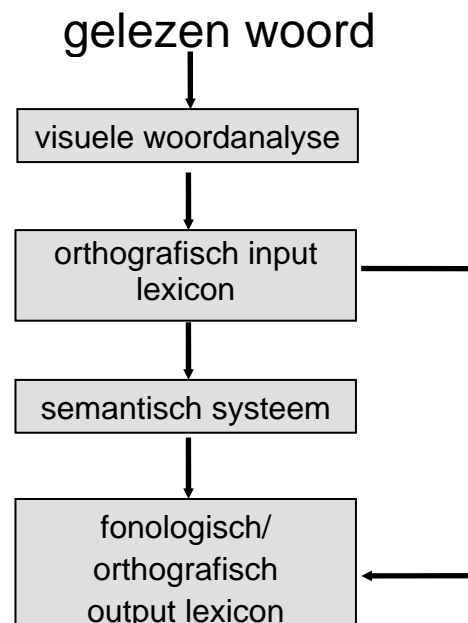 gelezen woord
visuele woordanalyse
orthografisch input
lexicon
semantisch systeem
fonologisch/
orthografisch
output lexicon